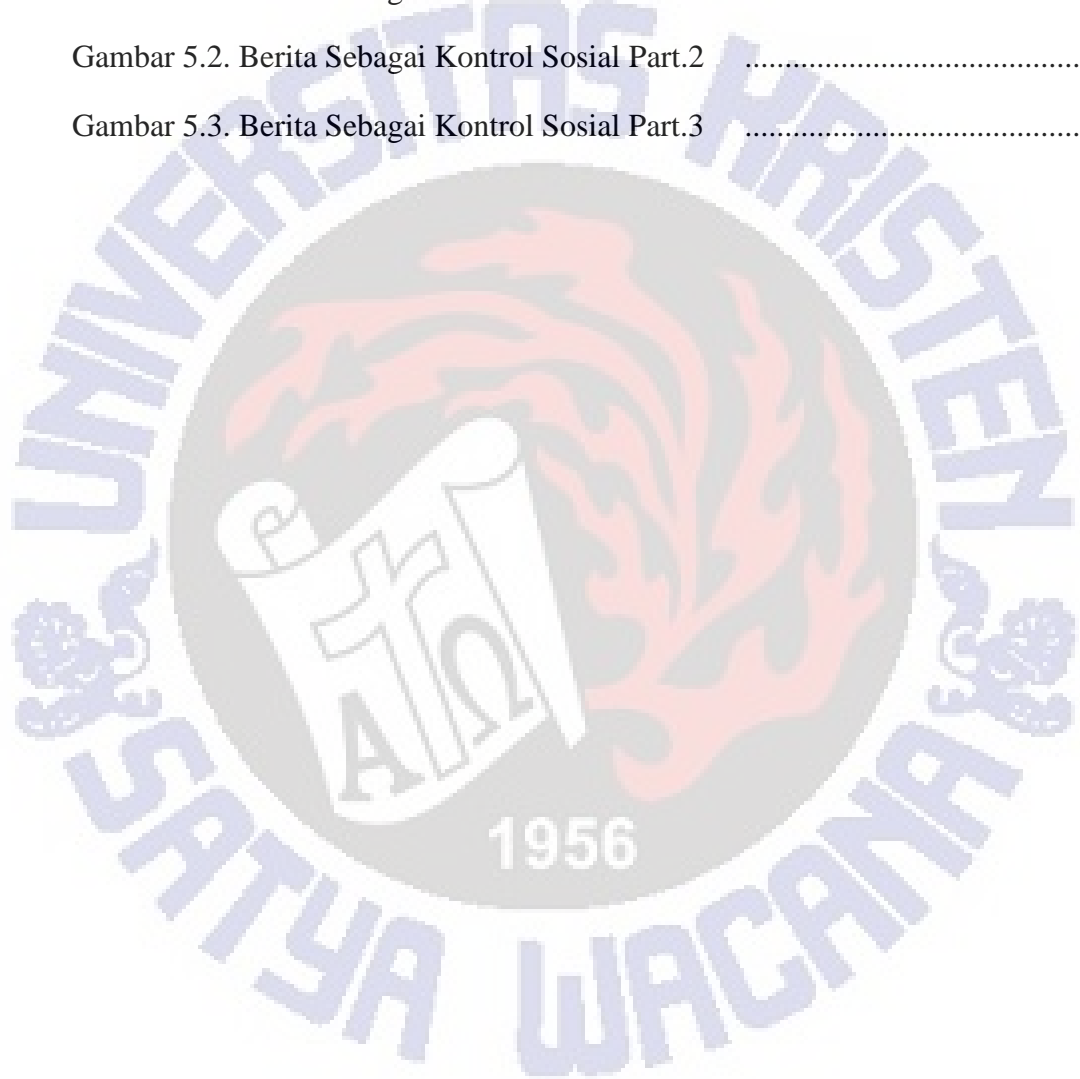 Gambar 5.2. Berita Sebagai Kontrol Sosial Part.2 ......................................
Gambar 5.3. Berita Sebagai Kontrol Sosial Part.3 ......................................
UNIVERSITAS KRISTEN
Α Ω
1956
SATYA WACANA